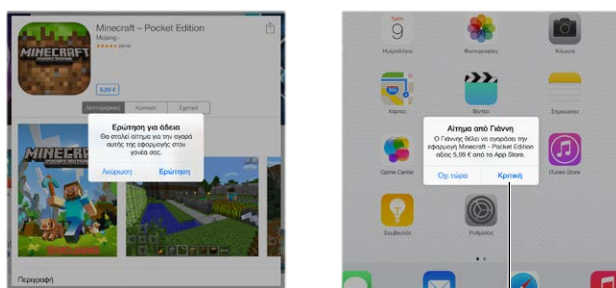 Minecraft – Pocket Edition
Mojang
5,99 €
Λεπτομέρειες
Κριτικές
Σχετικά
MINECRAFT
Ερώτηση για άδεια
Θα σταλεί αίτημα για την αγορά
αυτής της εφαρμογής στον
γονέα σας.
Ακύρωση
Ερώτηση
Περιγραφή
9
Ημερολόγιο
Φωτογραφίες
Κάμερα
Χάρτες
Βίντεο
Σημειώσεις
Αίτημα από Γιάννη
Ο Γιάννης θέλει να αγοράσει την
εφαρμογή Minecraft - Pocket Edition
αξίας 5,99 € από το App Store.
Όχι τώρα
Κριτική
Game Center
iTunes Store
Συμβουλές
Ρυθμίσεις